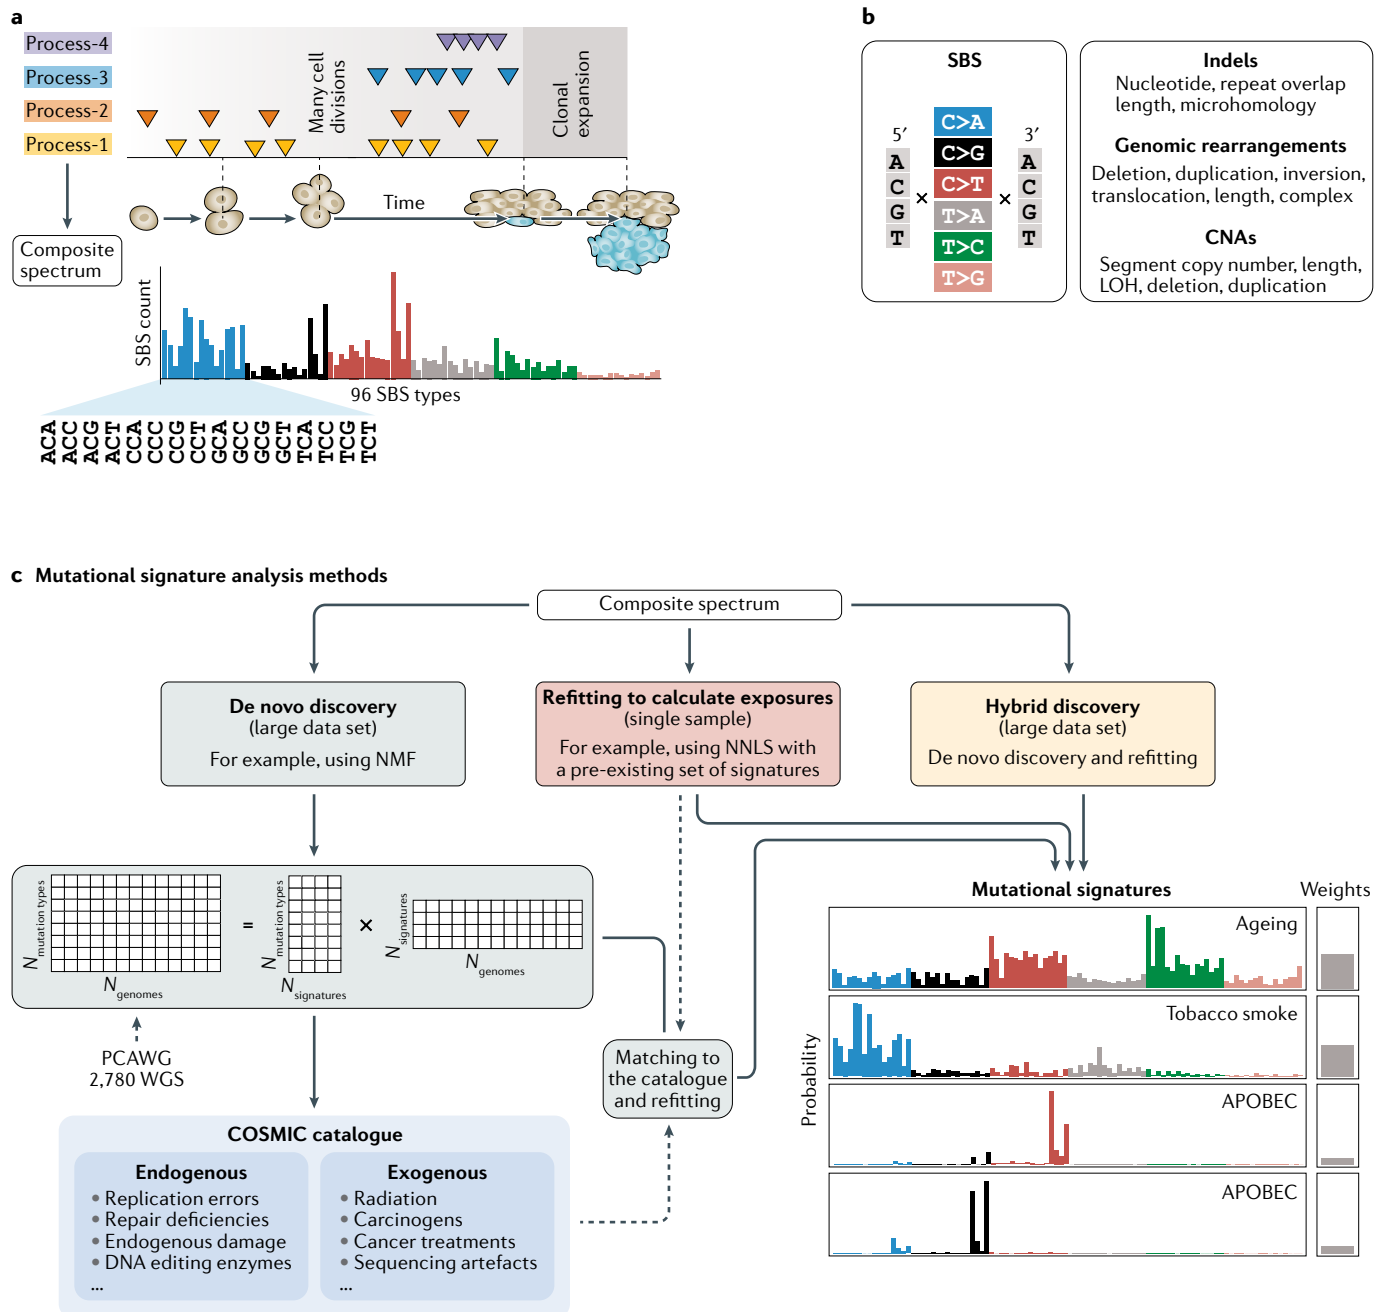 a
Process-4
Process-3
Process-2
Process-1
Many cell
divisions
Clonal
expansion
Time
Composite
spectrum
SBS count
96 SBS types
ACA
ACC
ACG
ACT
CCA
CCC
CCG
CCT
GCA
GCC
GCG
GCT
TCA
TCC
TCG
TCT
b
SBS
5′
A
C
G
T
×
C>A
C>G
C>T
T>A
T>C
T>G
×
3′
A
C
G
T
Indels
Nucleotide, repeat overlap
length, microhomology
Genomic rearrangements
Deletion, duplication, inversion,
translocation, length, complex
CNAs
Segment copy number, length,
LOH, deletion, duplication
c Mutational signature analysis methods
Composite spectrum
De novo discovery
(large data set)
For example, using NMF
Refitting to calculate exposures
(single sample)
For example, using NNLS with
a pre-existing set of signatures
Hybrid discovery
(large data set)
De novo discovery and refitting
N mutation types
N genomes
=
N mutation types
N signatures
×
N signatures
N genomes
PCAWG
2,780 WGS
Matching to
the catalogue
and refitting
COSMIC catalogue
Endogenous
• Replication errors
• Repair deficiencies
• Endogenous damage
• DNA editing enzymes
...
Exogenous
• Radiation
• Carcinogens
• Cancer treatments
• Sequencing artefacts
...
Mutational signatures
Weights
Probability
Ageing
Tobacco smoke
APOBEC
APOBEC